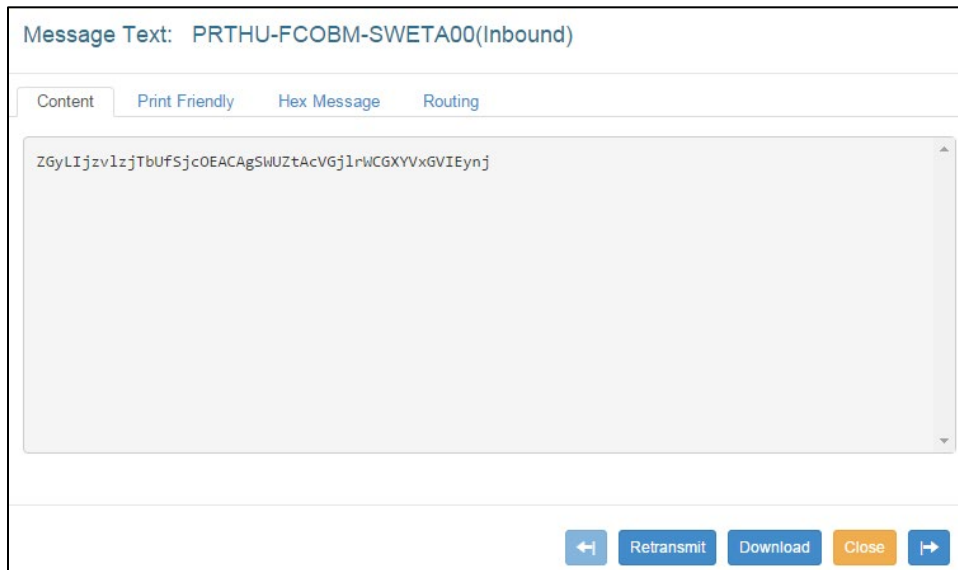 Message Text: PRTHU-FCOBM-SWETA00(Inbound)
Content Print Friendly Hex Message Routing
ZGyLIjzvlzjTbUfSjcOEACAgSWUZtAcVGjlrWCGXYVxGVIEynj
Retransmit Download Close